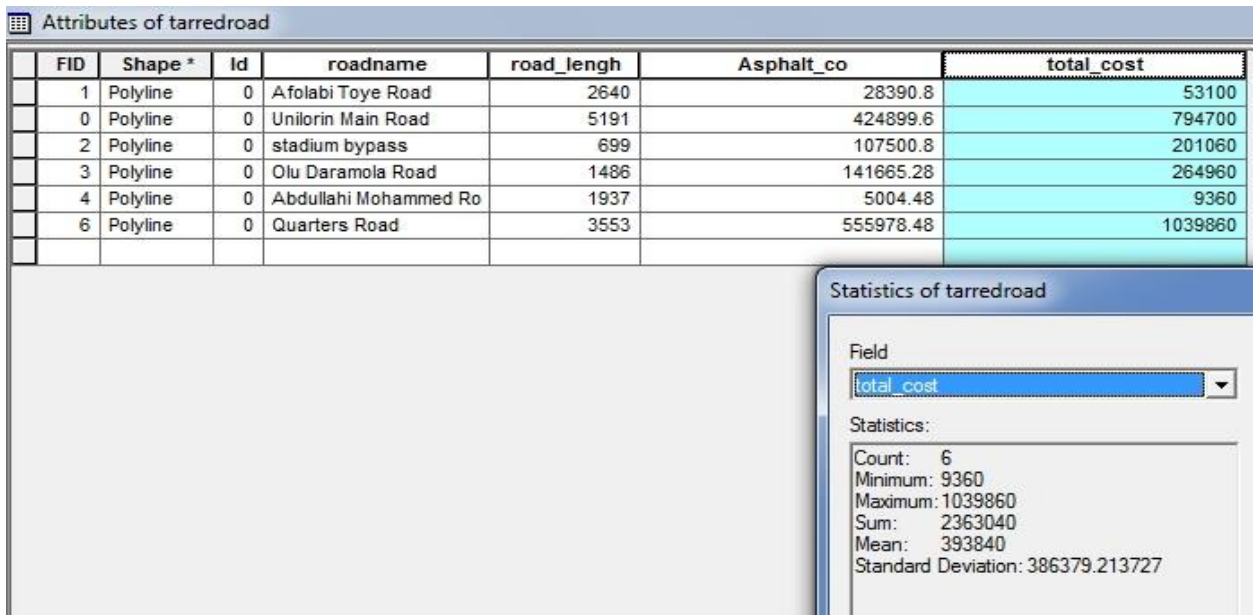 Attributes of tarredroad
FID Shape * Id roadname road_lengh Asphalt_co total_cost
1 Polyline 0 Afolabi Toye Road 2640 28390.8 53100
0 Polyline 0 Unilorin Main Road 5191 424899.6 794700
2 Polyline 0 stadium bypass 699 107500.8 201060
3 Polyline 0 Olu Daramola Road 1486 141665.28 264960
4 Polyline 0 Abdullahi Mohammed Ro 1937 5004.48 9360
6 Polyline 0 Quarters Road 3553 555978.48 1039860
Statistics of tarredroad
Field
total_cost
Statistics:
Count: 6
Minimum: 9360
Maximum: 1039860
Sum: 2363040
Mean: 393840
Standard Deviation: 386379.213727